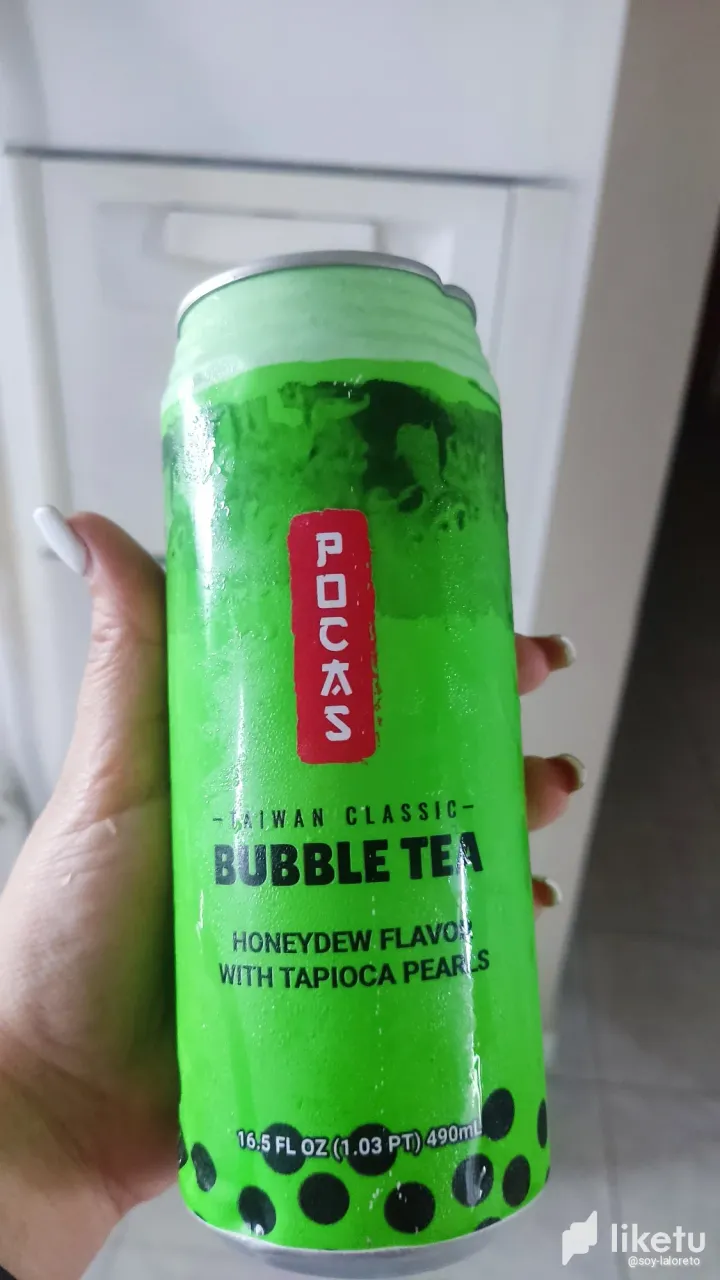 POCAS
-TAIWAN CLASSIC-
BUBBLE TEA
HONEYDEW FLAVOR
WITH TAPIOCA PEARLS
16.5 FL OZ (1.03 PT) 490mL
liketu
@soy-laloreto